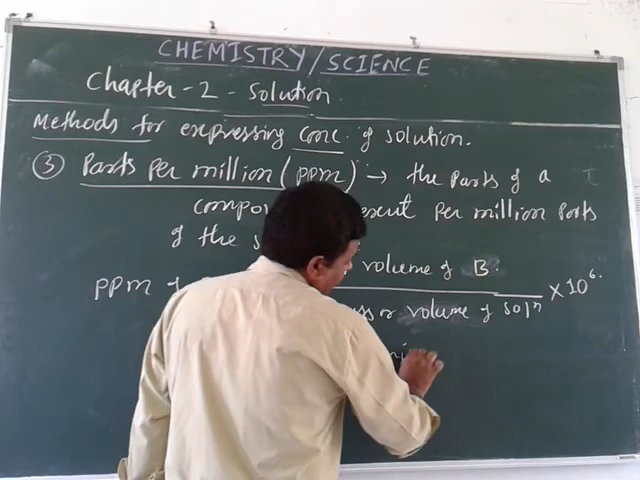 CHEMISTRY/SCIENCE
Chapter-2-Solution.
Methods for expressing conc. of solution.
③ Parts Per million (PPm) → the Parts of a
compo esent Per million Parts
of the s
volume of B.
PPM of × 10⁶.
ss or volume of solⁿ